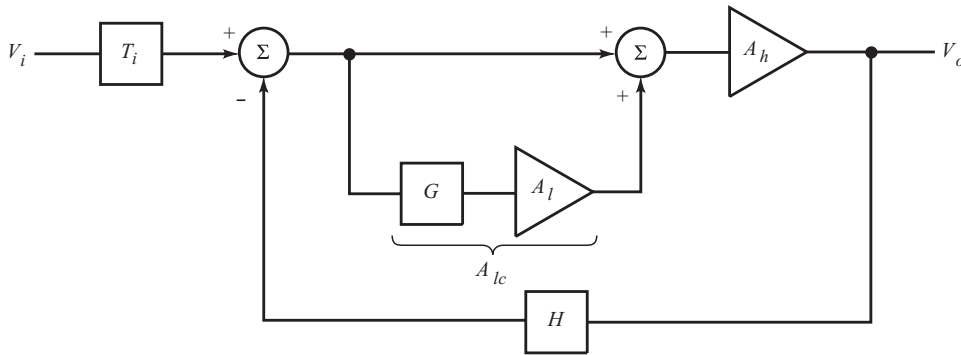 V_i
T_i
+
Σ
−
+
Σ
+
A_h
V_o
G
A_l
A_lc
H